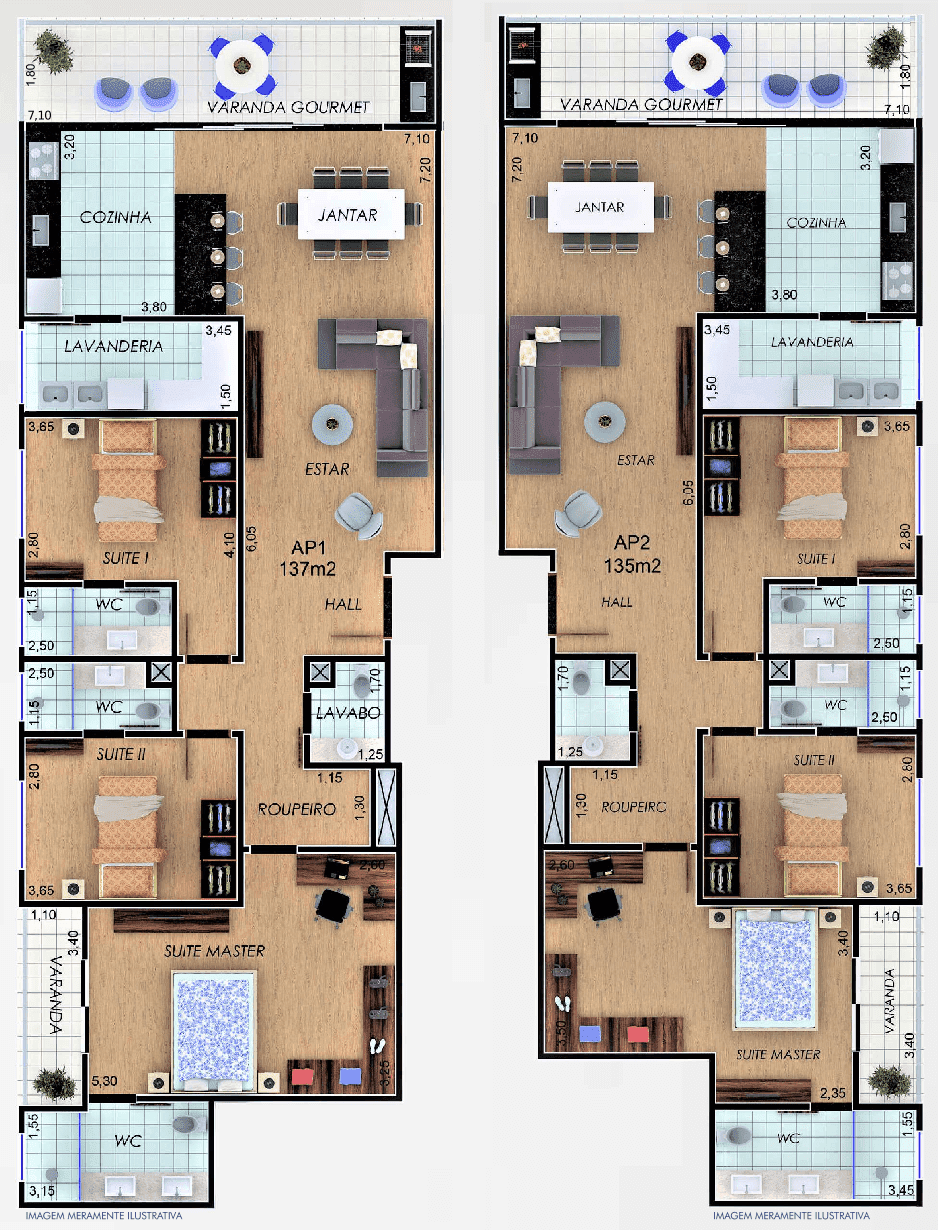 1,80
VARANDA GOURMET
7,10
3,20
7,10
7,20
COZINHA
JANTAR
3,80
LAVANDERIA
3,45
1,50
3,65
ESTAR
2,80
SUITE I
4,10
6,05
AP1
137m2
1,15
WC
HALL
2,50
2,50
1,15
WC
1,70
LAVABO
1,25
SUITE II
2,80
1,15
ROUPEIRO
1,30
3,65
2,60
1,10
3,40
SUITE MASTER
VARANDA
5,30
3,25
1,55
WC
3,15
IMAGEM MERAMENTE ILUSTRATIVA
VARANDA GOURMET
1,80
7,10
7,10
7,20
3,20
JANTAR
COZINHA
3,80
3,45
LAVANDERIA
1,50
3,65
ESTAR
6,05
2,80
AP2
135m2
SUITE I
HALL
WC
1,15
2,50
1,70
1,15
WC
2,50
1,25
SUITE II
1,15
2,80
1,30
ROUPEIRO
2,60
3,65
1,10
3,40
VARANDA
3,50
3,40
SUITE MASTER
2,35
1,55
WC
3,45
IMAGEM MERAMENTE ILUSTRATIVA